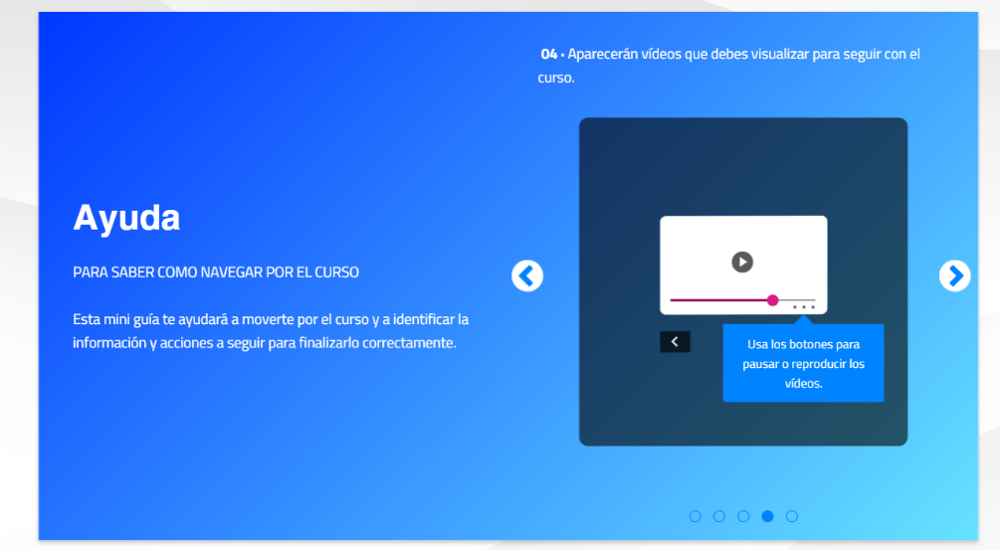 Ayuda
PARA SABER COMO NAVEGAR POR EL CURSO
Esta mini guía te ayudará a moverte por el curso y a identificar la
información y acciones a seguir para finalizarlo correctamente.
04 · Aparecerán vídeos que debes visualizar para seguir con el
curso.
Usa los botones para
pausar o reproducir los
vídeos.